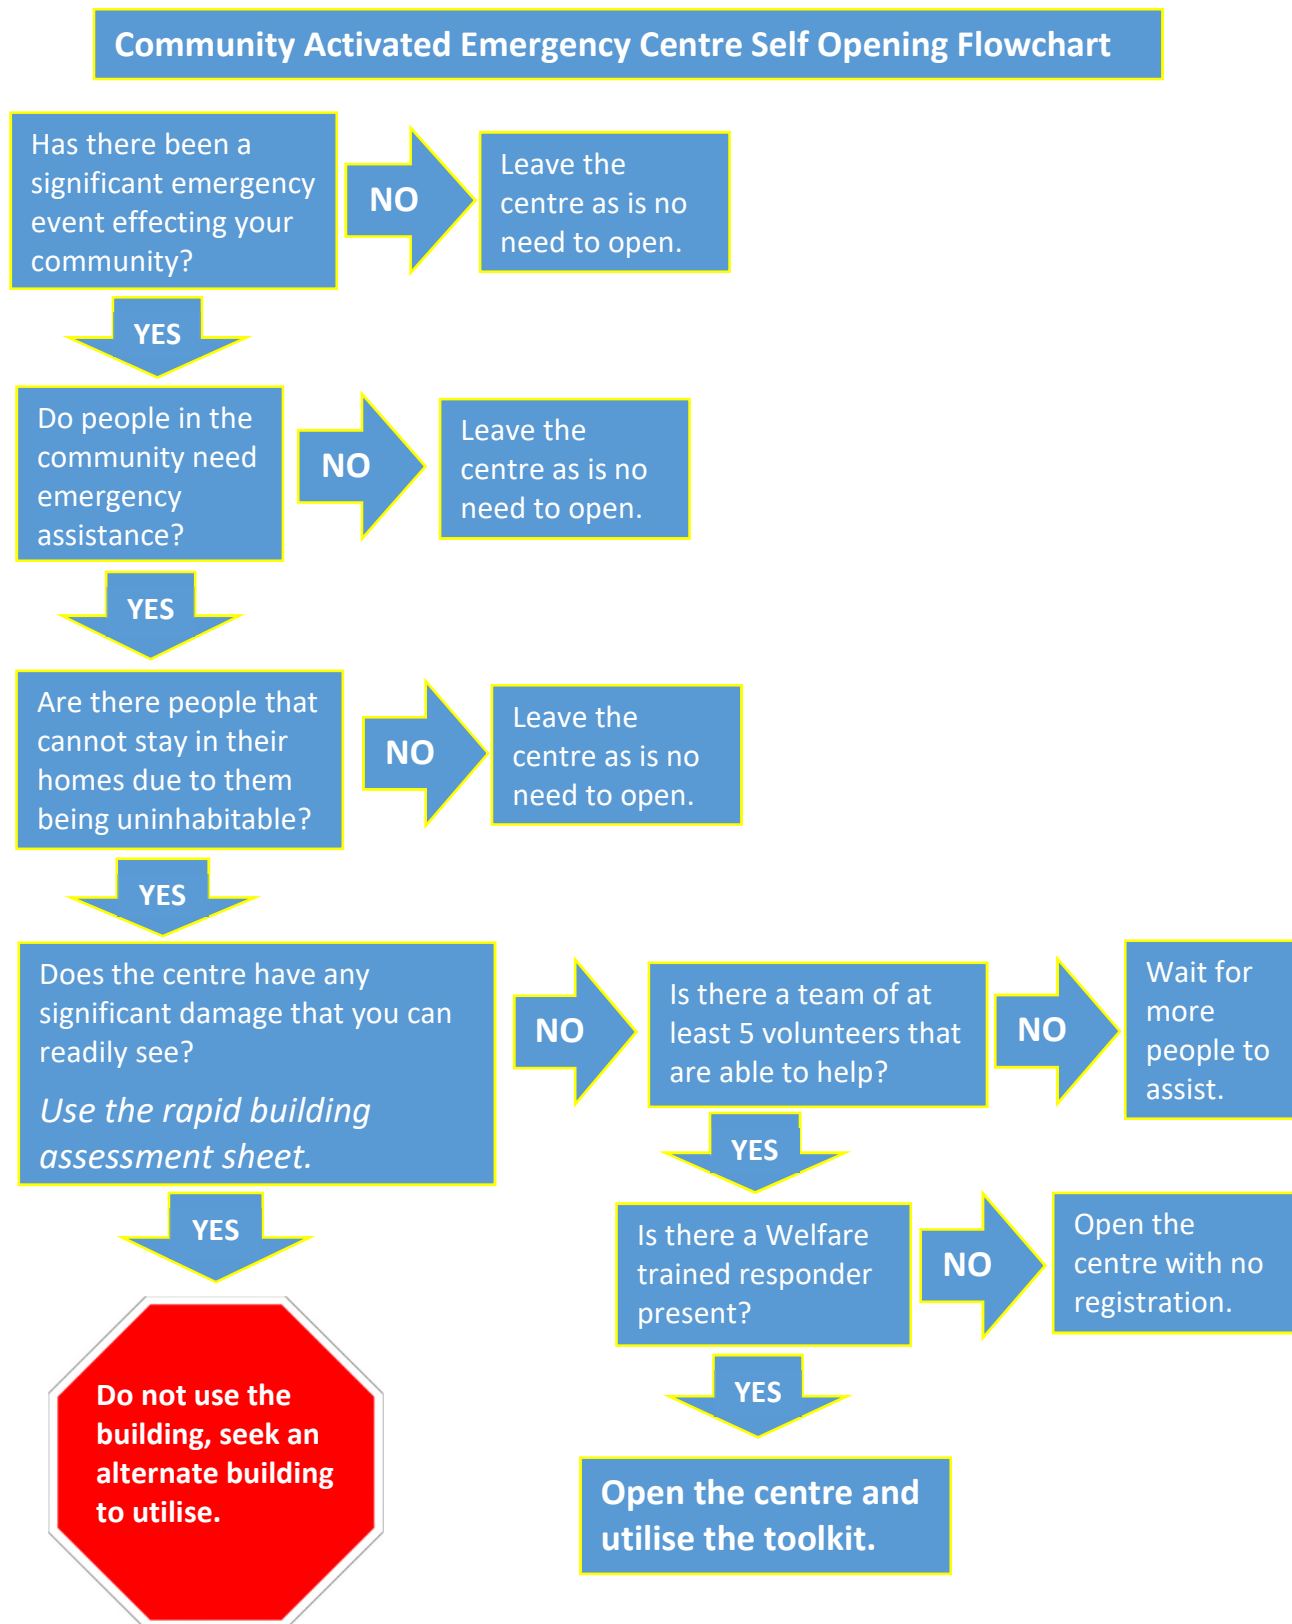 Community Activated Emergency Centre Self Opening Flowchart
Has there been a
significant emergency
event effecting your
community?
NO
Leave the
centre as is no
need to open.
YES
Do people in the
community need
emergency
assistance?
NO
Leave the
centre as is no
need to open.
YES
Are there people that
cannot stay in their
homes due to them
being uninhabitable?
NO
Leave the
centre as is no
need to open.
YES
Does the centre have any
significant damage that you can
readily see?
Use the rapid building
assessment sheet.
NO
Is there a team of at
least 5 volunteers that
are able to help?
NO
Wait for
more
people to
assist.
YES
YES
Is there a Welfare
trained responder
present?
NO
Open the
centre with no
registration.
Do not use the
building, seek an
alternate building
to utilise.
YES
Open the centre and
utilise the toolkit.